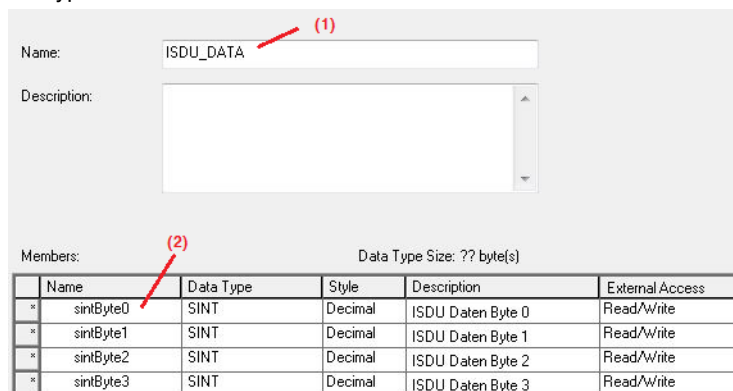 (1)
Name: ISDU_DATA
Description:
(2)
Members: Data Type Size: ?? byte(s)
Name Data Type Style Description External Access
* sintByte0 SINT Decimal ISDU Daten Byte 0 Read/Write
* sintByte1 SINT Decimal ISDU Daten Byte 1 Read/Write
* sintByte2 SINT Decimal ISDU Daten Byte 2 Read/Write
* sintByte3 SINT Decimal ISDU Daten Byte 3 Read/Write